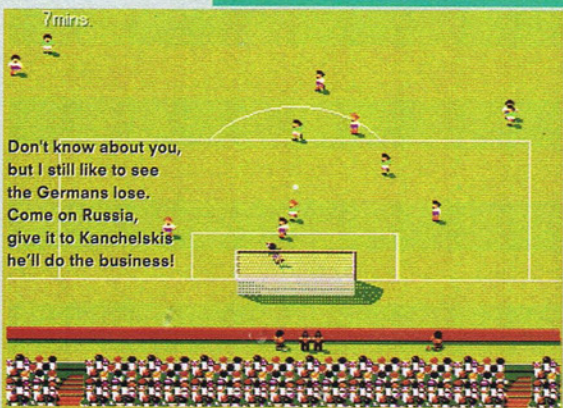 7mins.
Don't know about you,
but I still like to see
the Germans lose.
Come on Russia,
give it to Kanchelskis
he'll do the business!